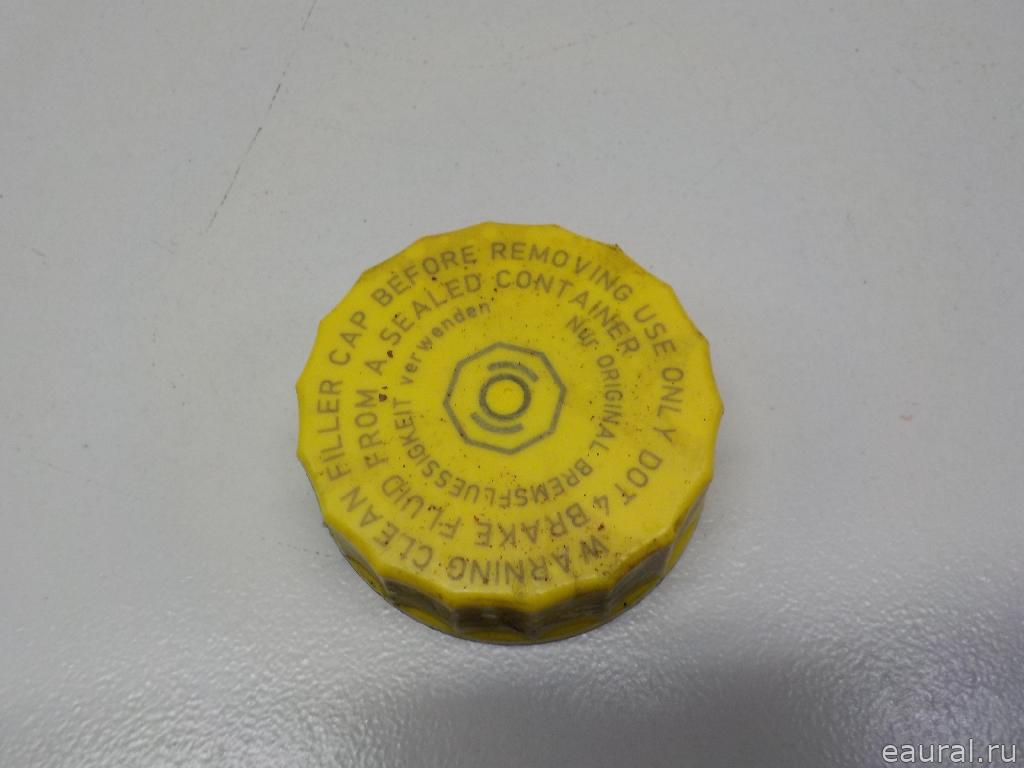 WARNING CLEAN FILLER CAP BEFORE REMOVING USE ONLY DOT 4
BRAKE FLUID FROM A SEALED CONTAINER
Nur ORIGINAL BREMSFLUESSIGKEIT verwenden
eaural.ru